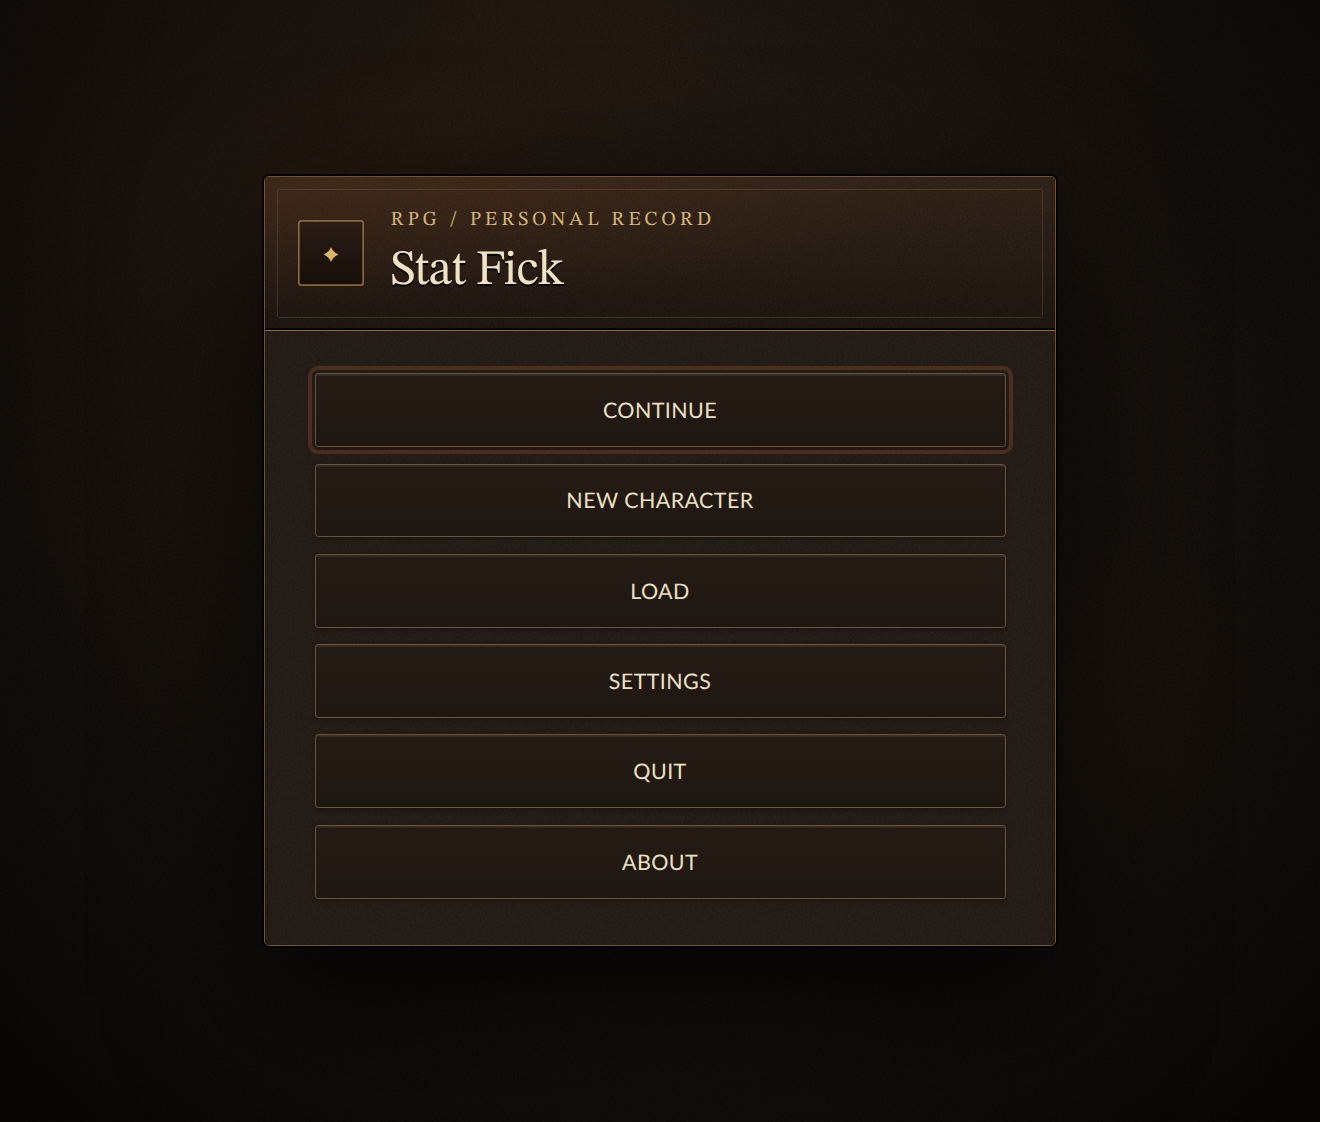 RPG / PERSONAL RECORD
Stat Fick
CONTINUE
NEW CHARACTER
LOAD
SETTINGS
QUIT
ABOUT